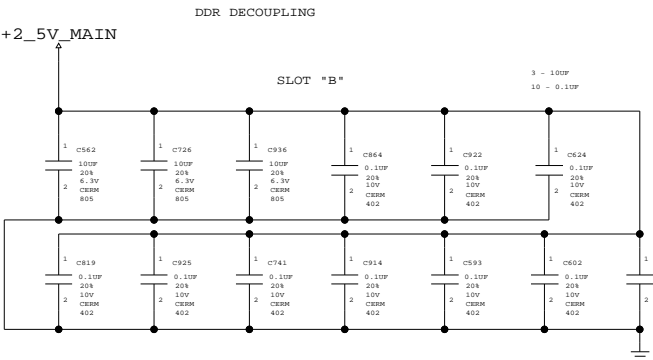 DDR DECOUPLING
+2_5V_MAIN
SLOT "B"
3 - 10UF
10 - 0.1UF
1
C562
10UF
20%
6.3V
2
CERM
805
1
C726
10UF
20%
6.3V
2
CERM
805
1
C936
10UF
20%
6.3V
2
CERM
805
1
C864
0.1UF
20%
10V
2
CERM
402
1
C922
0.1UF
20%
10V
2
CERM
402
1
C624
0.1UF
20%
10V
2
CERM
402
1
C819
0.1UF
20%
10V
2
CERM
402
1
C925
0.1UF
20%
10V
2
CERM
402
1
C741
0.1UF
20%
10V
2
CERM
402
1
C914
0.1UF
20%
10V
2
CERM
402
1
C593
0.1UF
20%
10V
2
CERM
402
1
C602
0.1UF
20%
10V
2
CERM
402
1
2